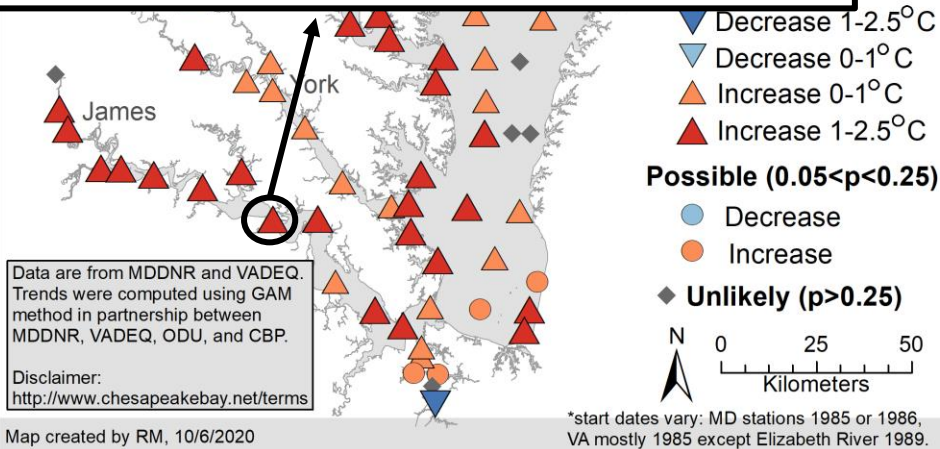 York
James
Decrease 1-2.5°C
Decrease 0-1°C
Increase 0-1°C
Increase 1-2.5°C
Possible (0.05<p<0.25)
Decrease
Increase
Unlikely (p>0.25)
Data are from MDDNR and VADEQ.
Trends were computed using GAM
method in partnership between
MDDNR, VADEQ, ODU, and CBP.
Disclaimer:
http://www.chesapeakebay.net/terms
N
0 25 50
Kilometers
Map created by RM, 10/6/2020
*start dates vary: MD stations 1985 or 1986,
VA mostly 1985 except Elizabeth River 1989.